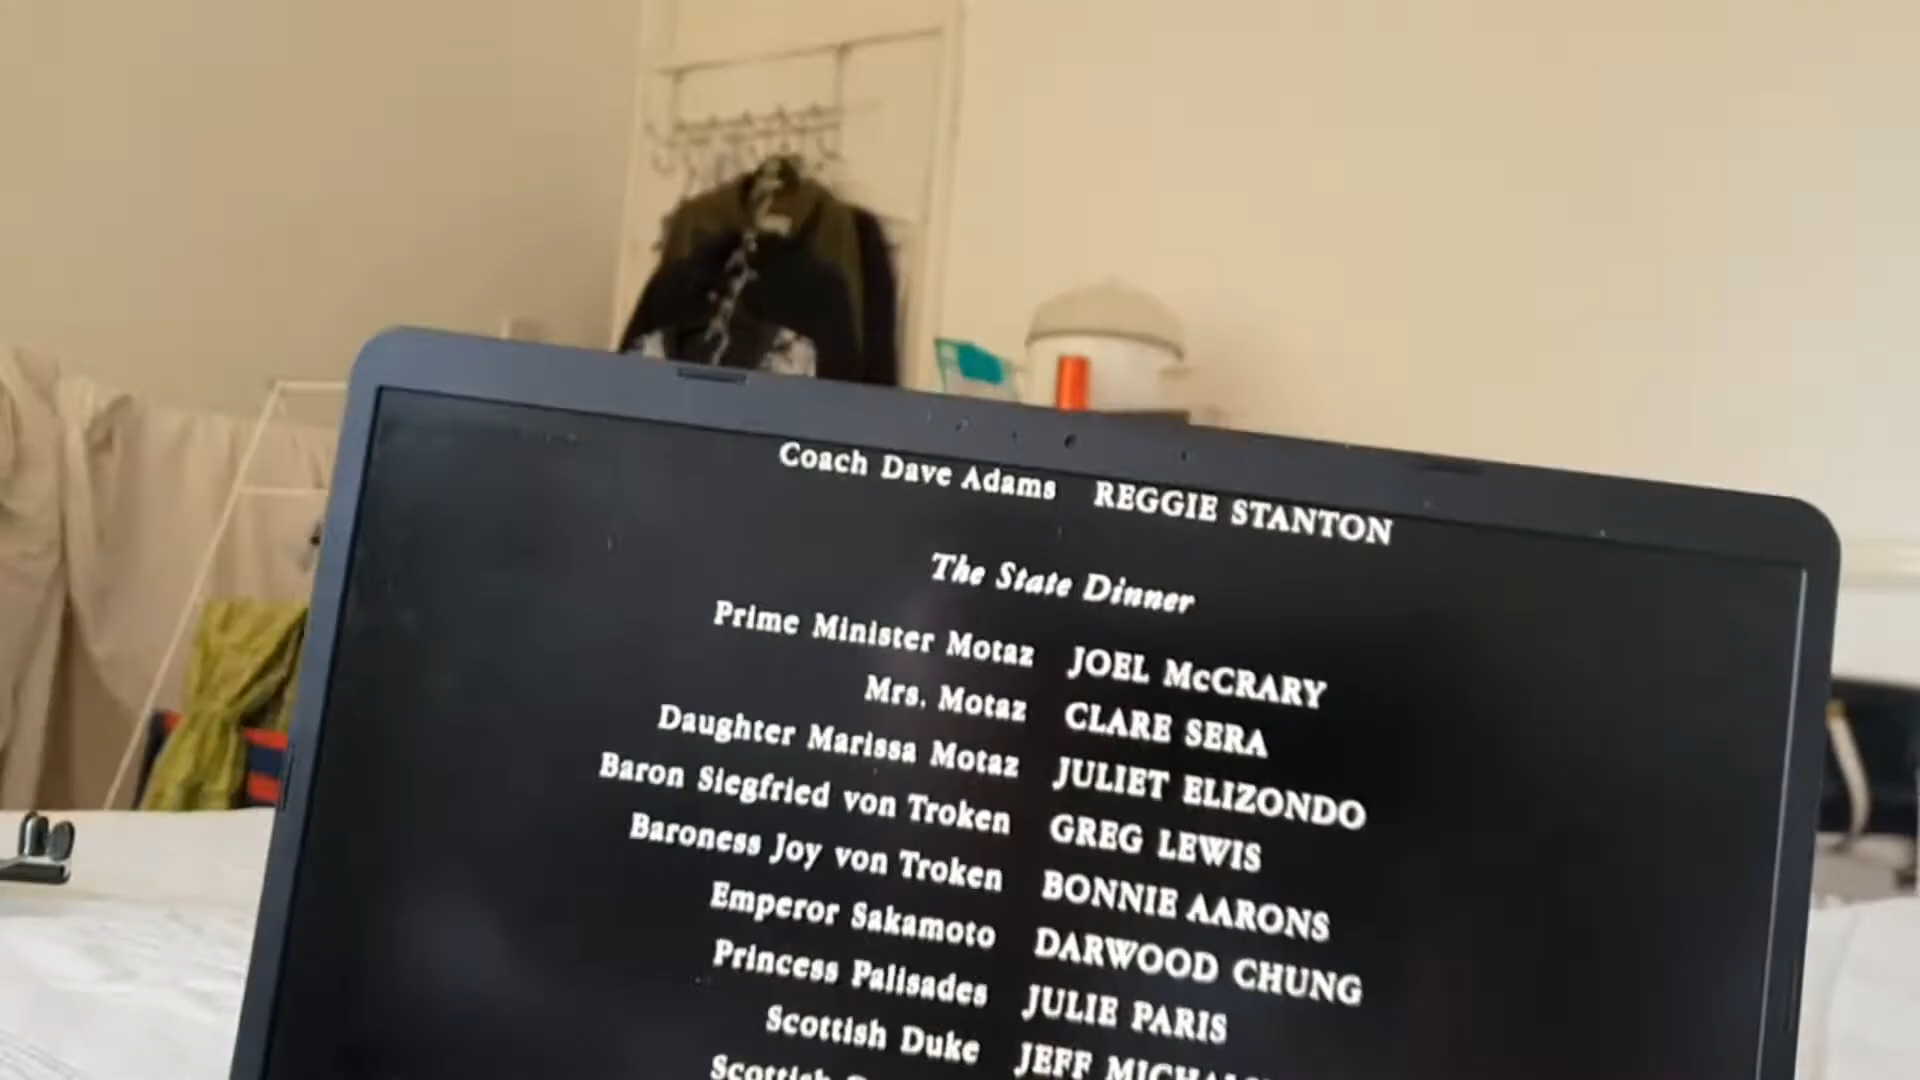 Coach Dave Adams REGGIE STANTON
The State Dinner
Prime Minister Motaz JOEL McCRARY
Mrs. Motaz CLARE SERA
Daughter Marissa Motaz JULIET ELIZONDO
Baron Siegfried von Troken GREG LEWIS
Baroness Joy von Troken BONNIE AARONS
Emperor Sakamoto DARWOOD CHUNG
Princess Palisades JULIE PARIS
Scottish Duke JEFF
Scottish